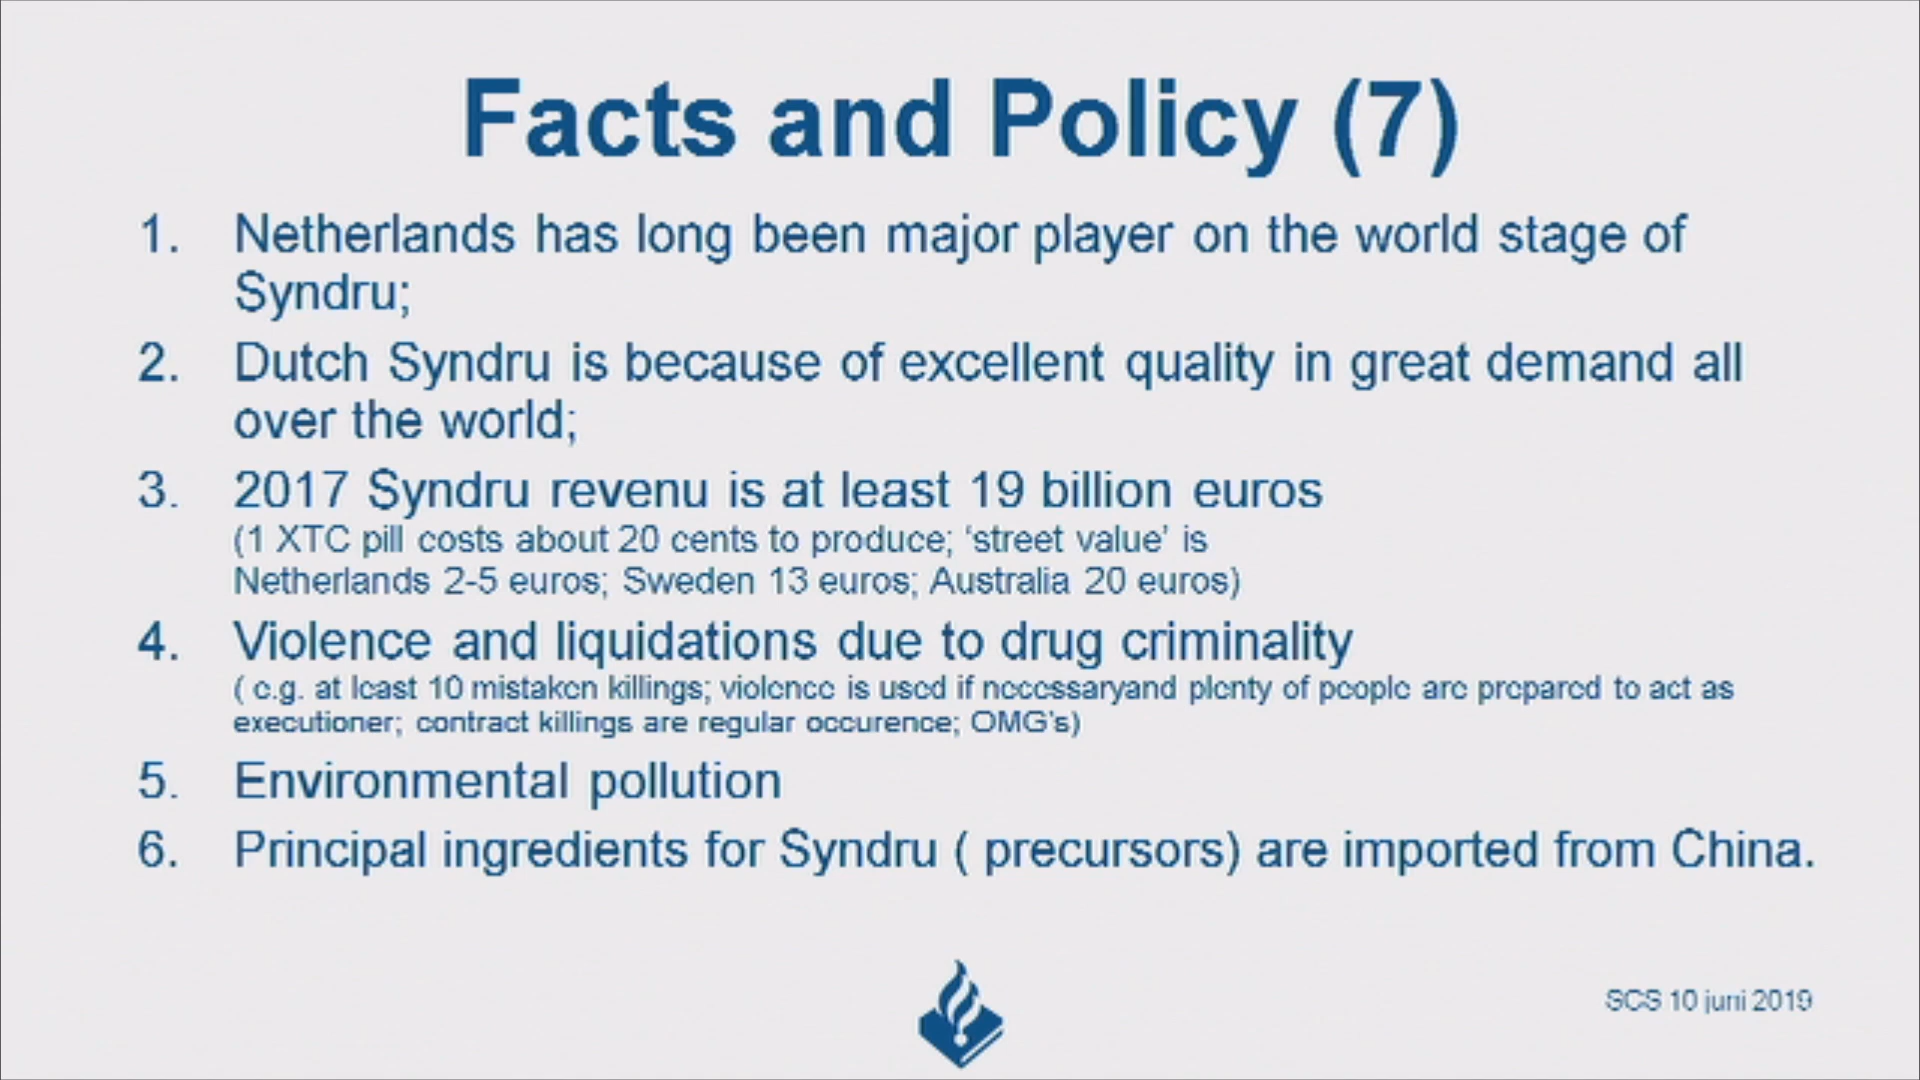 Facts and Policy (7)
1. Netherlands has long been major player on the world stage of
Syndru;
2. Dutch Syndru is because of excellent quality in great demand all
over the world;
3. 2017 Syndru revenu is at least 19 billion euros
(1 XTC pill costs about 20 cents to produce; ‘street value’ is
Netherlands 2-5 euros; Sweden 13 euros; Australia 20 euros)
4. Violence and liquidations due to drug criminality
( e.g. at least 10 mistaken killings; violence is used if necessaryand plenty of people are prepared to act as
executioner; contract killings are regular occurence; OMG's)
5. Environmental pollution
6. Principal ingredients for Syndru ( precursors) are imported from China.
SCS 10 juni 2019